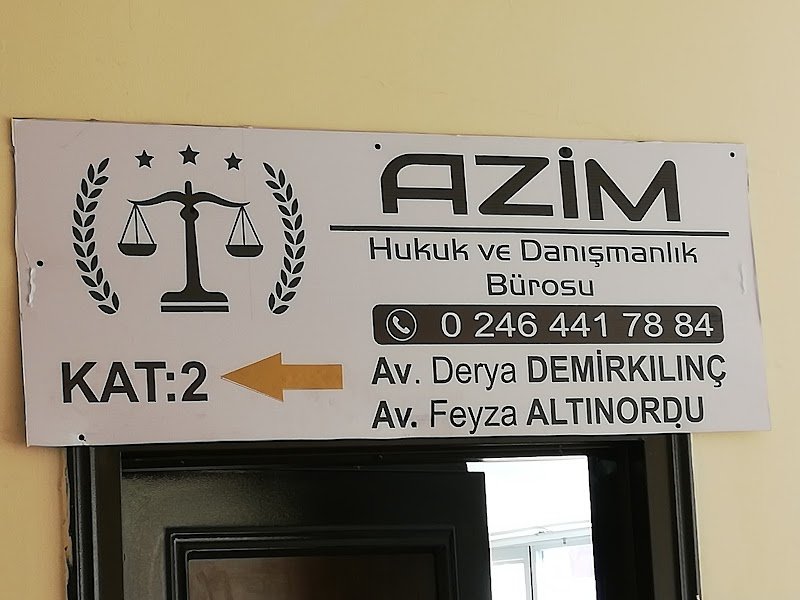 AZİM
Hukuk ve Danışmanlık
Bürosu
0 246 441 78 84
KAT:2
Av. Derya DEMİRKILINÇ
Av. Feyza ALTINORDU